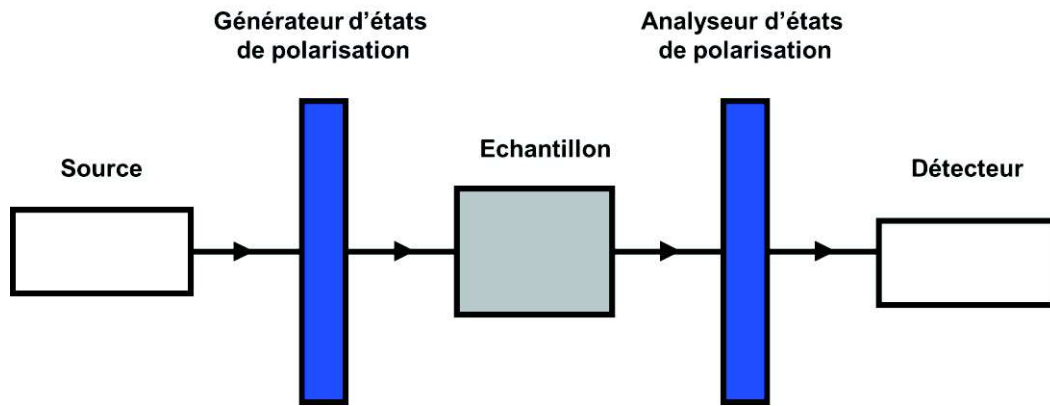 Générateur d’états
de polarisation
Analyseur d’états
de polarisation
Source
Echantillon
Détecteur